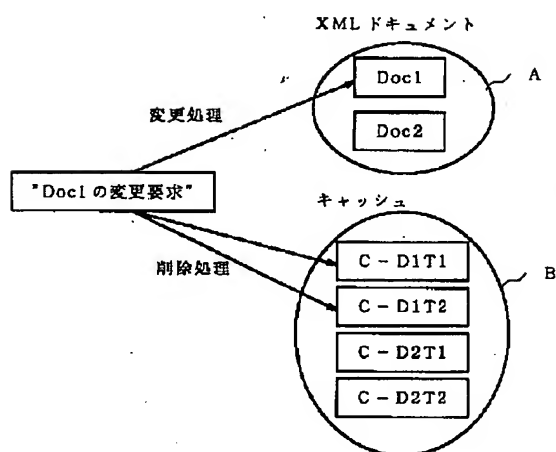 XMLドキュメント
Doc1
A
変更処理
Doc2
"Doc1の変更要求"
キャッシュ
C-D1T1
B
削除処理
C-D1T2
C-D2T1
C-D2T2